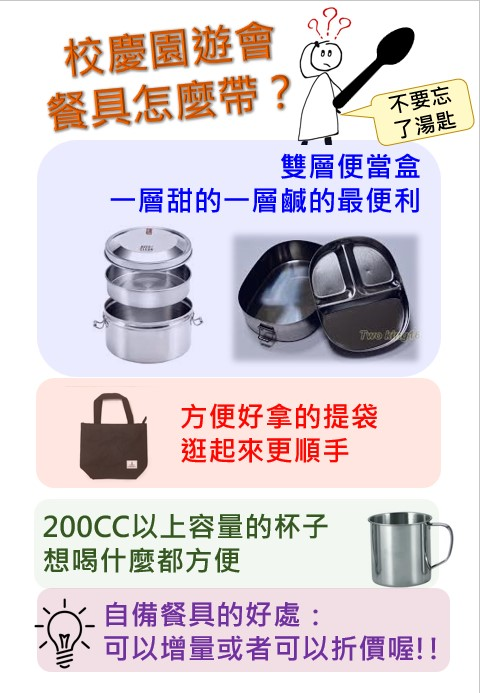 校慶園遊會
餐具怎麼帶？
不要忘
了湯匙
雙層便當盒
一層甜的一層鹹的最便利
方便好拿的提袋
逛起來更順手
200CC以上容量的杯子
想喝什麼都方便
自備餐具的好處：
可以增量或者可以折價喔!!